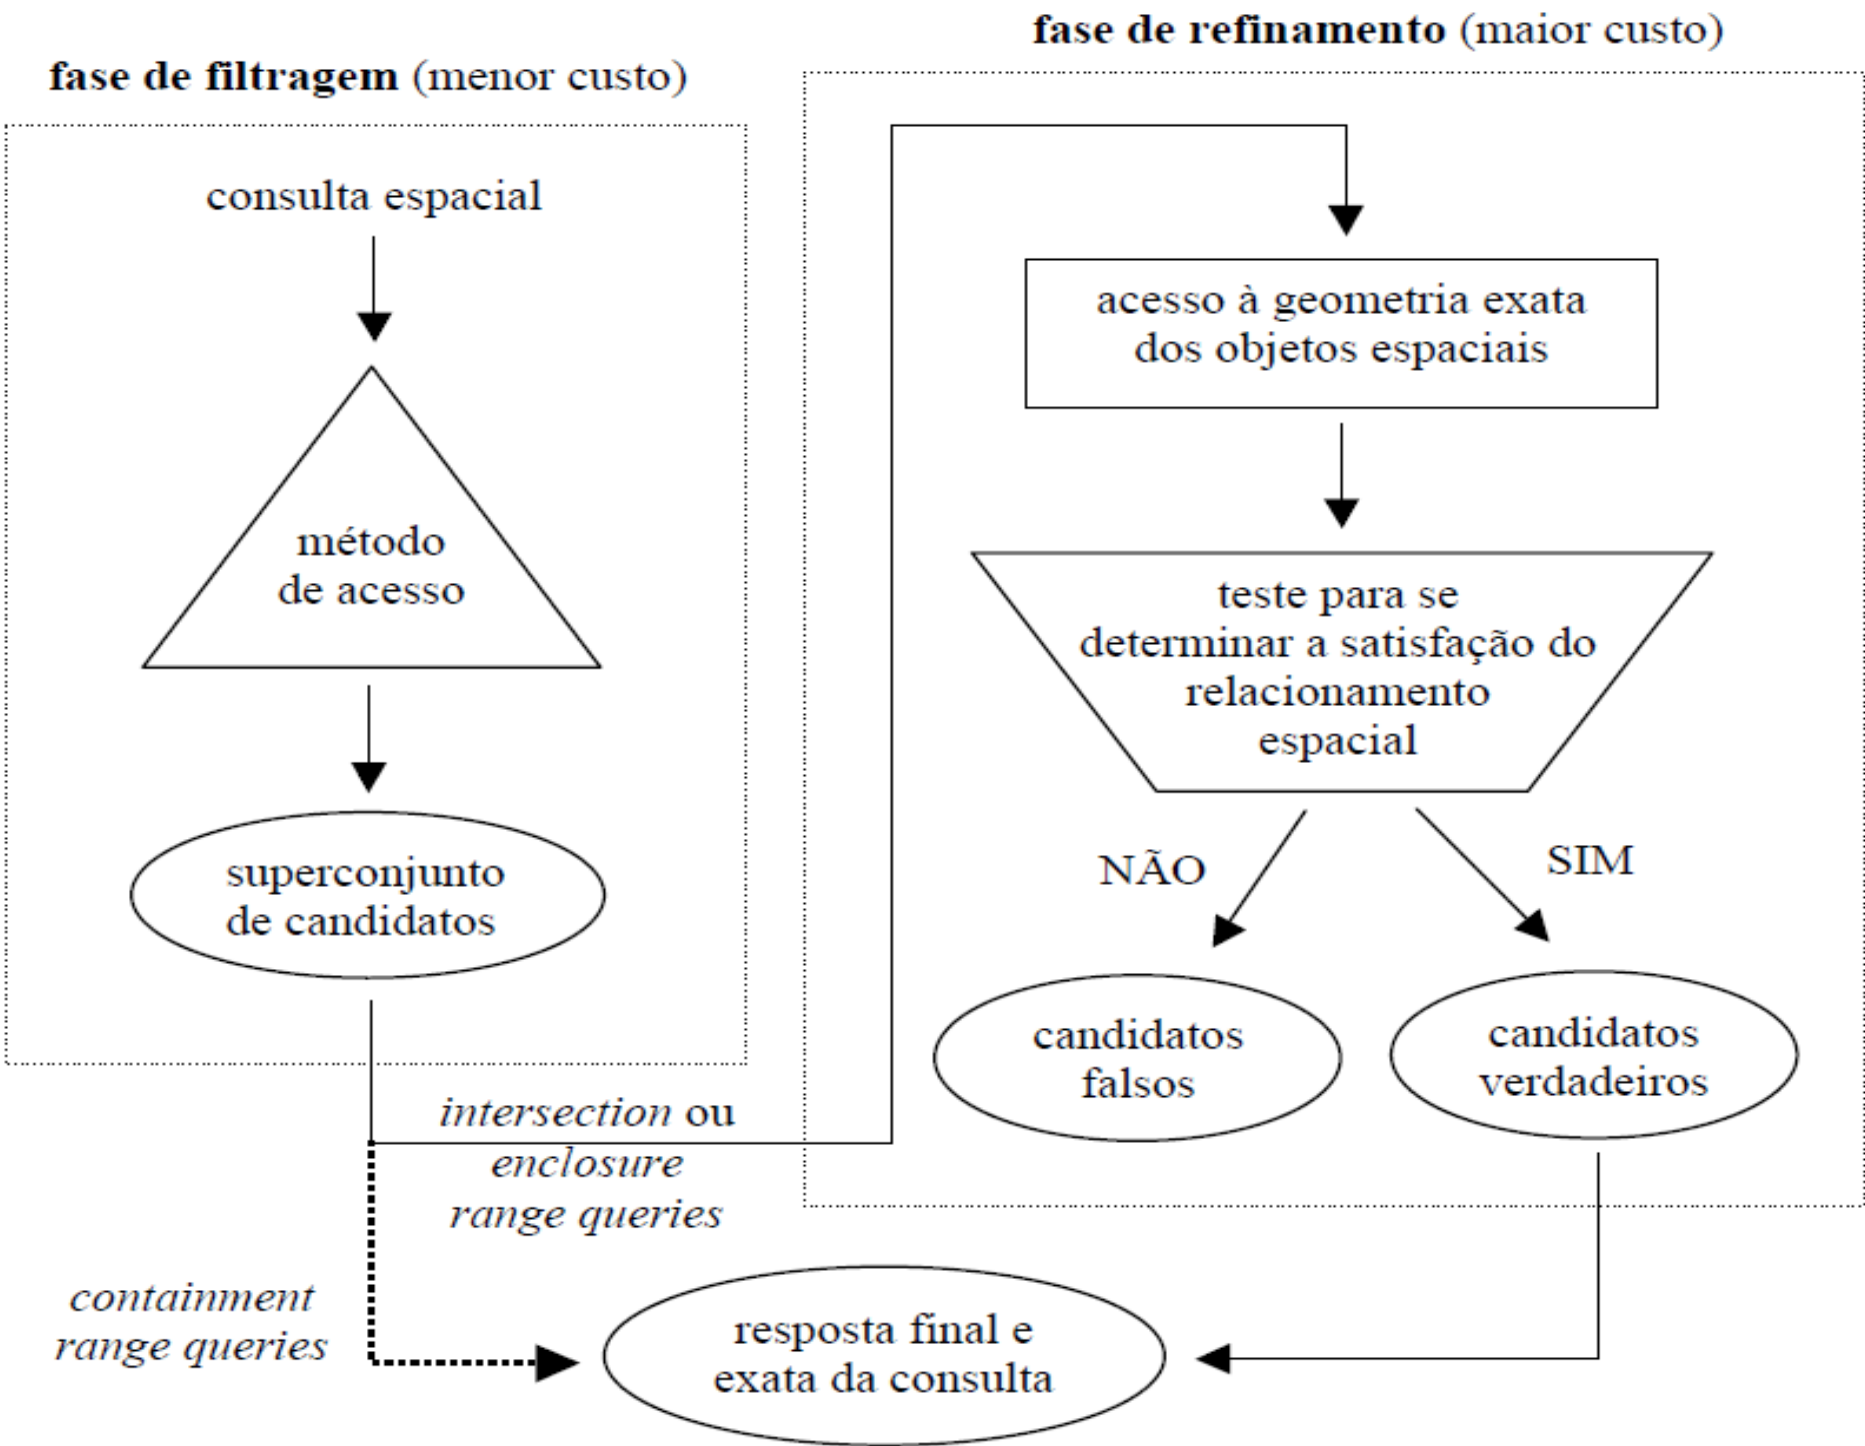 fase de filtragem (menor custo)
consulta espacial
método
de acesso
superconjunto
de candidatos
fase de refinamento (maior custo)
acesso à geometria exata
dos objetos espaciais
teste para se
determinar a satisfação do
relacionamento
espacial
NÃO
SIM
candidatos
falsos
candidatos
verdadeiros
intersection ou
enclosure
range queries
containment
range queries
resposta final e
exata da consulta